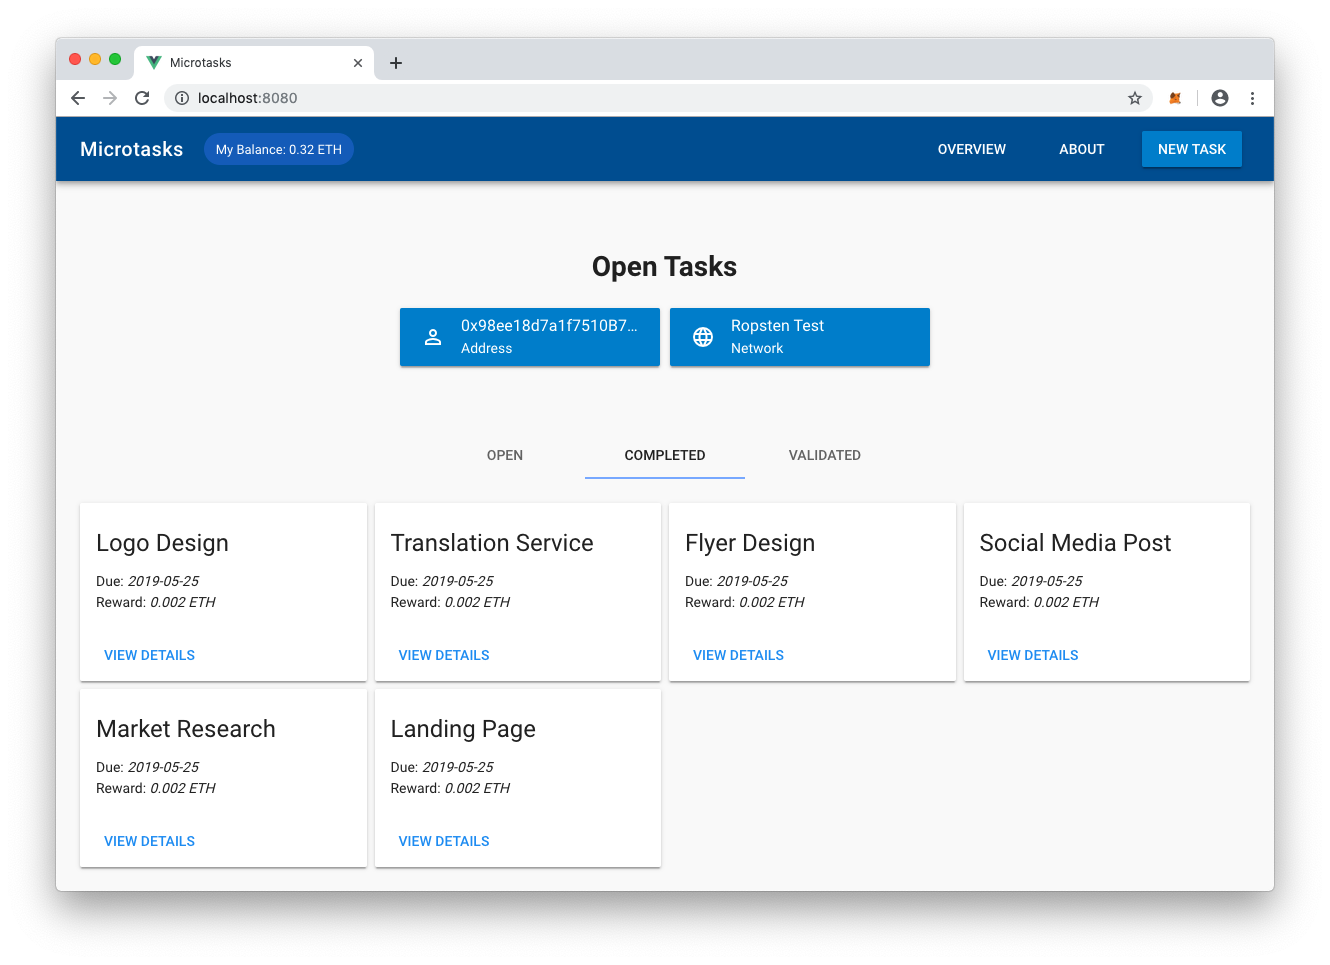 Microtasks
localhost:8080
Microtasks
My Balance: 0.32 ETH
OVERVIEW
ABOUT
NEW TASK
Open Tasks
0x98ee18d7a1f7510B7...
Address
Ropsten Test
Network
OPEN
COMPLETED
VALIDATED
Logo Design
Due: 2019-05-25
Reward: 0.002 ETH
VIEW DETAILS
Translation Service
Due: 2019-05-25
Reward: 0.002 ETH
VIEW DETAILS
Flyer Design
Due: 2019-05-25
Reward: 0.002 ETH
VIEW DETAILS
Social Media Post
Due: 2019-05-25
Reward: 0.002 ETH
VIEW DETAILS
Market Research
Due: 2019-05-25
Reward: 0.002 ETH
VIEW DETAILS
Landing Page
Due: 2019-05-25
Reward: 0.002 ETH
VIEW DETAILS